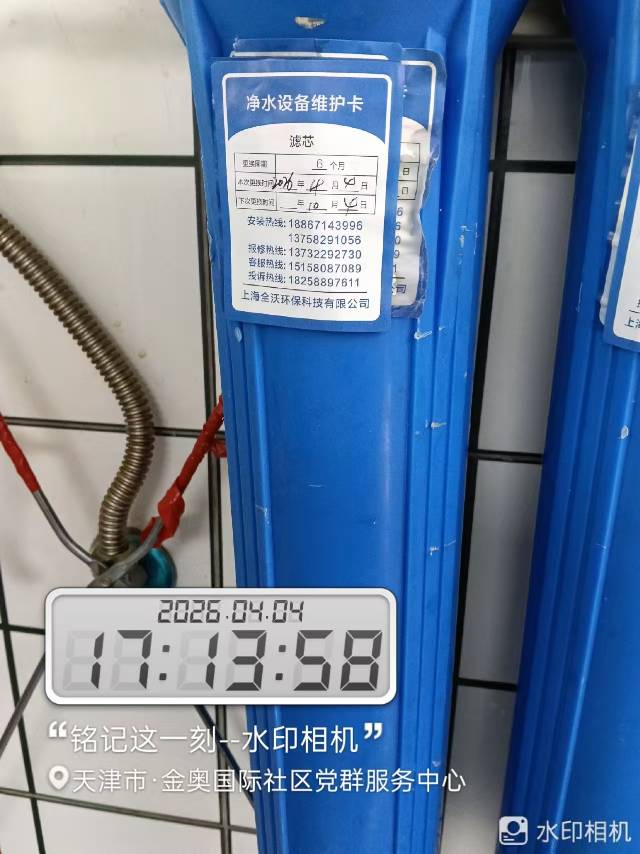 净水设备维护卡
滤芯
更换周期 6 个月
本次更换时间 2026 年 4 月 4 日
下次更换时间 年 10 月 4 日
安装热线: 18867143996
13758291056
报修热线: 13732292730
客服热线: 15158087089
投诉热线: 18258897611
上海全沃环保科技有限公司
日
日
司
2026.04.04
17:13:58
“铭记这一刻--水印相机”
天津市·金奥国际社区党群服务中心
水印相机